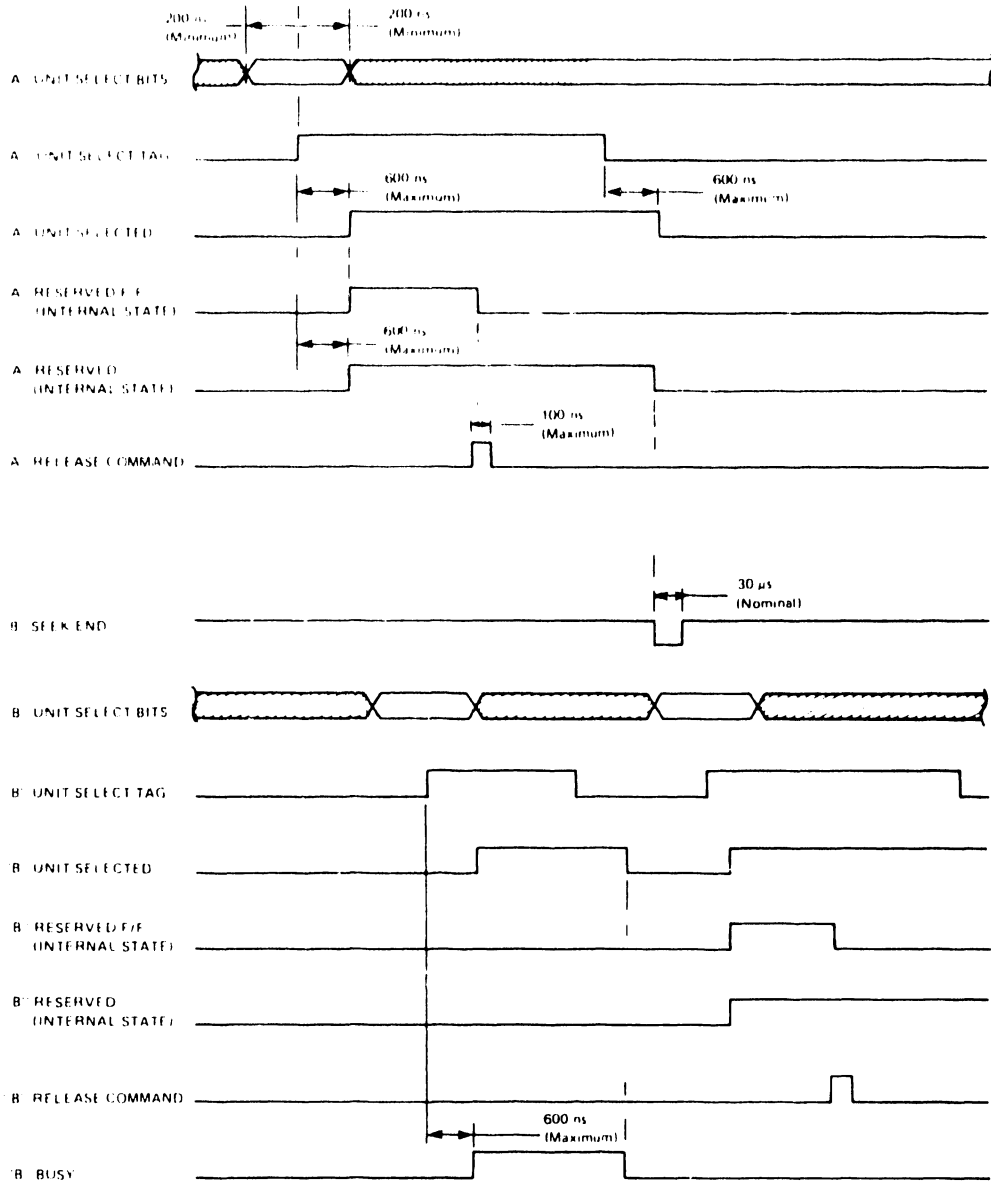 200 ns
(Minimum)
200 ns
(Minimum)
A UNIT SELECT BITS
A UNIT SELECT TAG
600 ns
(Maximum)
600 ns
(Maximum)
A UNIT SELECTED
A RESERVED F/F
(INTERNAL STATE)
600 ns
(Maximum)
A RESERVED
(INTERNAL STATE)
100 ns
(Maximum)
A RELEASE COMMAND
30 µs
(Nominal)
B SEEK END
B UNIT SELECT BITS
B UNIT SELECT TAG
B UNIT SELECTED
B RESERVED F/F
(INTERNAL STATE)
B RESERVED
(INTERNAL STATE)
B RELEASE COMMAND
600 ns
(Maximum)
B BUSY